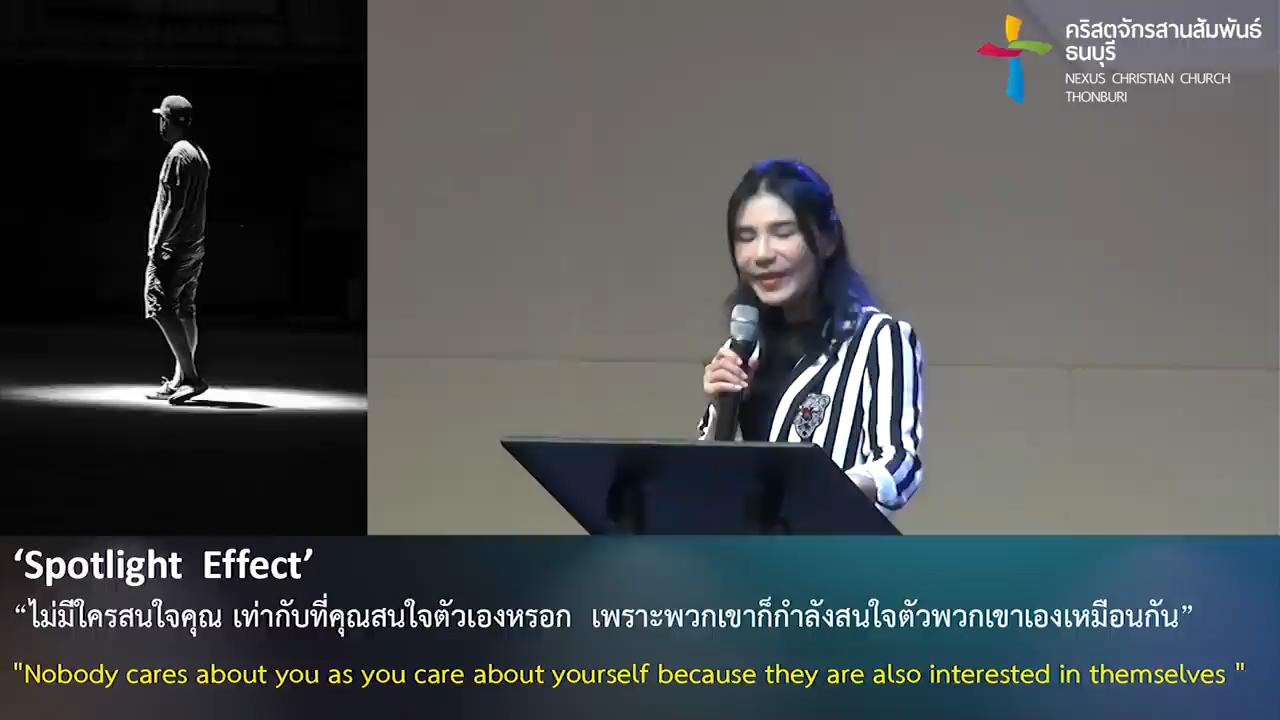 คริสตจักรสานสัมพันธ์
ธนบุรี
NEXUS CHRISTIAN CHURCH
THONBURI
‘Spotlight Effect’
“ไม่มีใครสนใจคุณ เท่ากับที่คุณสนใจตัวเองหรอก เพราะพวกเขาก็กำลังสนใจตัวพวกเขาเองเหมือนกัน”
"Nobody cares about you as you care about yourself because they are also interested in themselves "